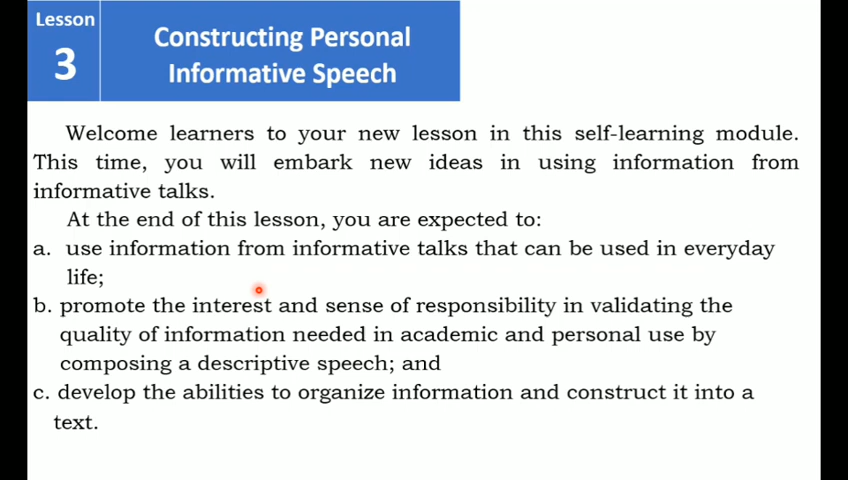 Lesson
3
Constructing Personal
Informative Speech
Welcome learners to your new lesson in this self-learning module.
This time, you will embark new ideas in using information from
informative talks.
At the end of this lesson, you are expected to:
a. use information from informative talks that can be used in everyday
life;
b. promote the interest and sense of responsibility in validating the
quality of information needed in academic and personal use by
composing a descriptive speech; and
c. develop the abilities to organize information and construct it into a
text.